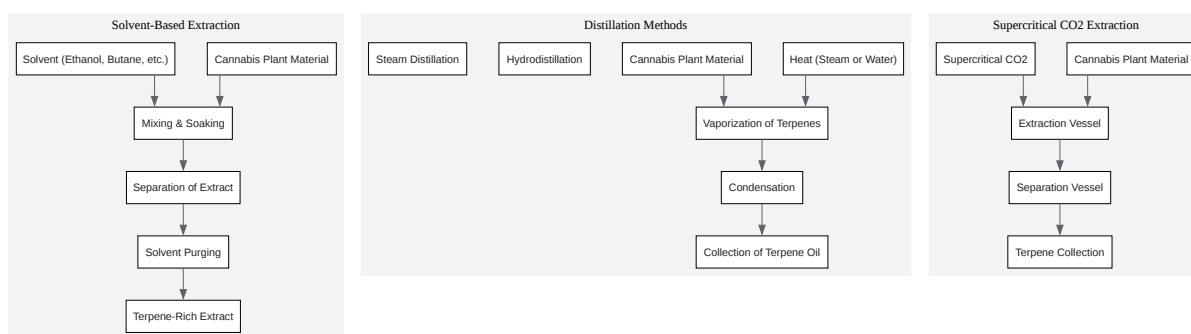 Solvent-Based Extraction
Solvent (Ethanol, Butane, etc.)
Cannabis Plant Material
Mixing & Soaking
Separation of Extract
Solvent Purging
Terpene-Rich Extract
Distillation Methods
Steam Distillation
Hydrodistillation
Cannabis Plant Material
Heat (Steam or Water)
Vaporization of Terpenes
Condensation
Collection of Terpene Oil
Supercritical CO2 Extraction
Supercritical CO2
Cannabis Plant Material
Extraction Vessel
Separation Vessel
Terpene Collection